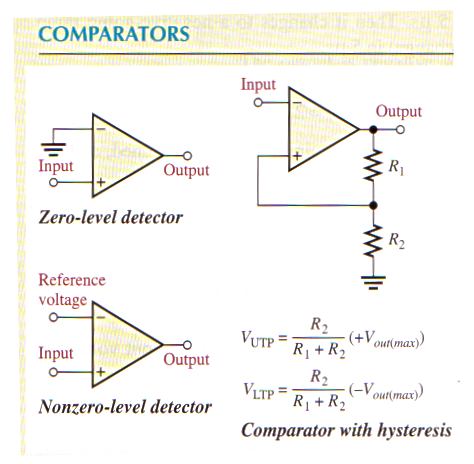 COMPARATORS
Input
−
+
Output
Zero-level detector
Reference
voltage
−
Input
+
Output
Nonzero-level detector
Input
−
+
Output
R1
R2
VUTP = R2 / (R1 + R2) (+Vout(max))
VLTP = R2 / (R1 + R2) (−Vout(max))
Comparator with hysteresis